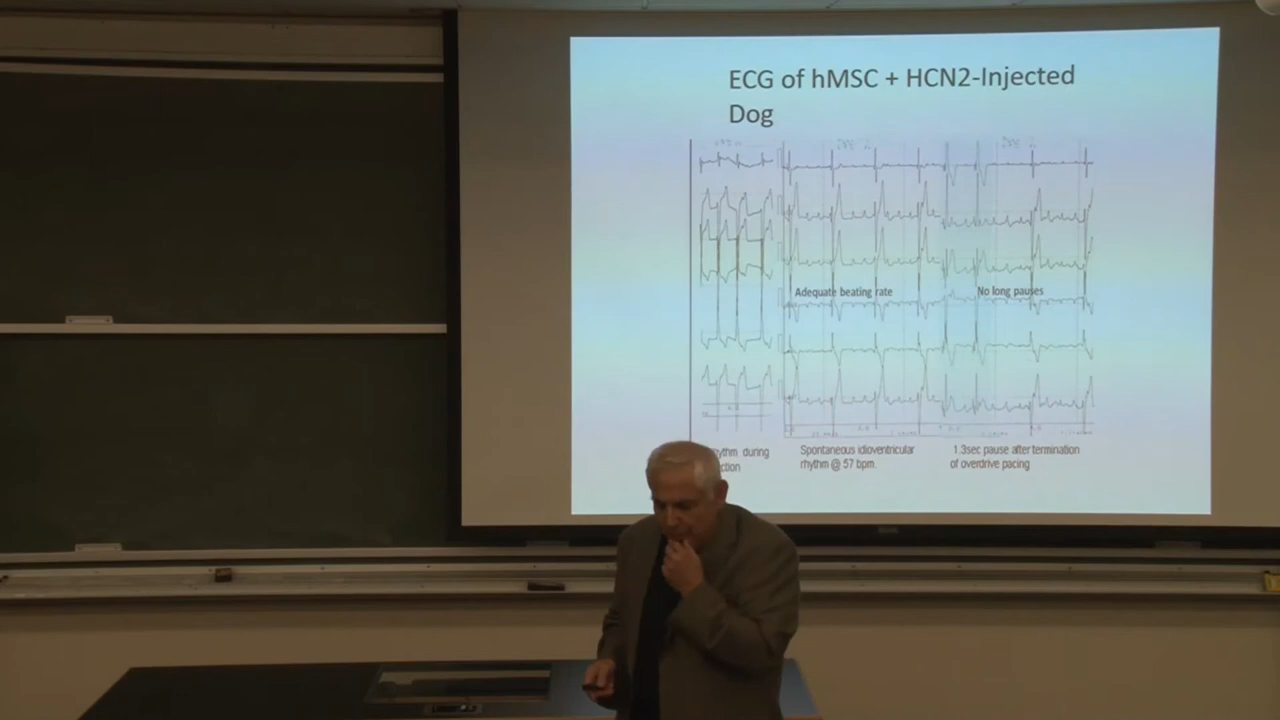 ECG of hMSC + HCN2-Injected
Dog
Adequate beating rate
No long pauses
during
Spontaneous idioventricular
rhythm @ 57 bpm.
1.3sec pause after termination
of overdrive pacing